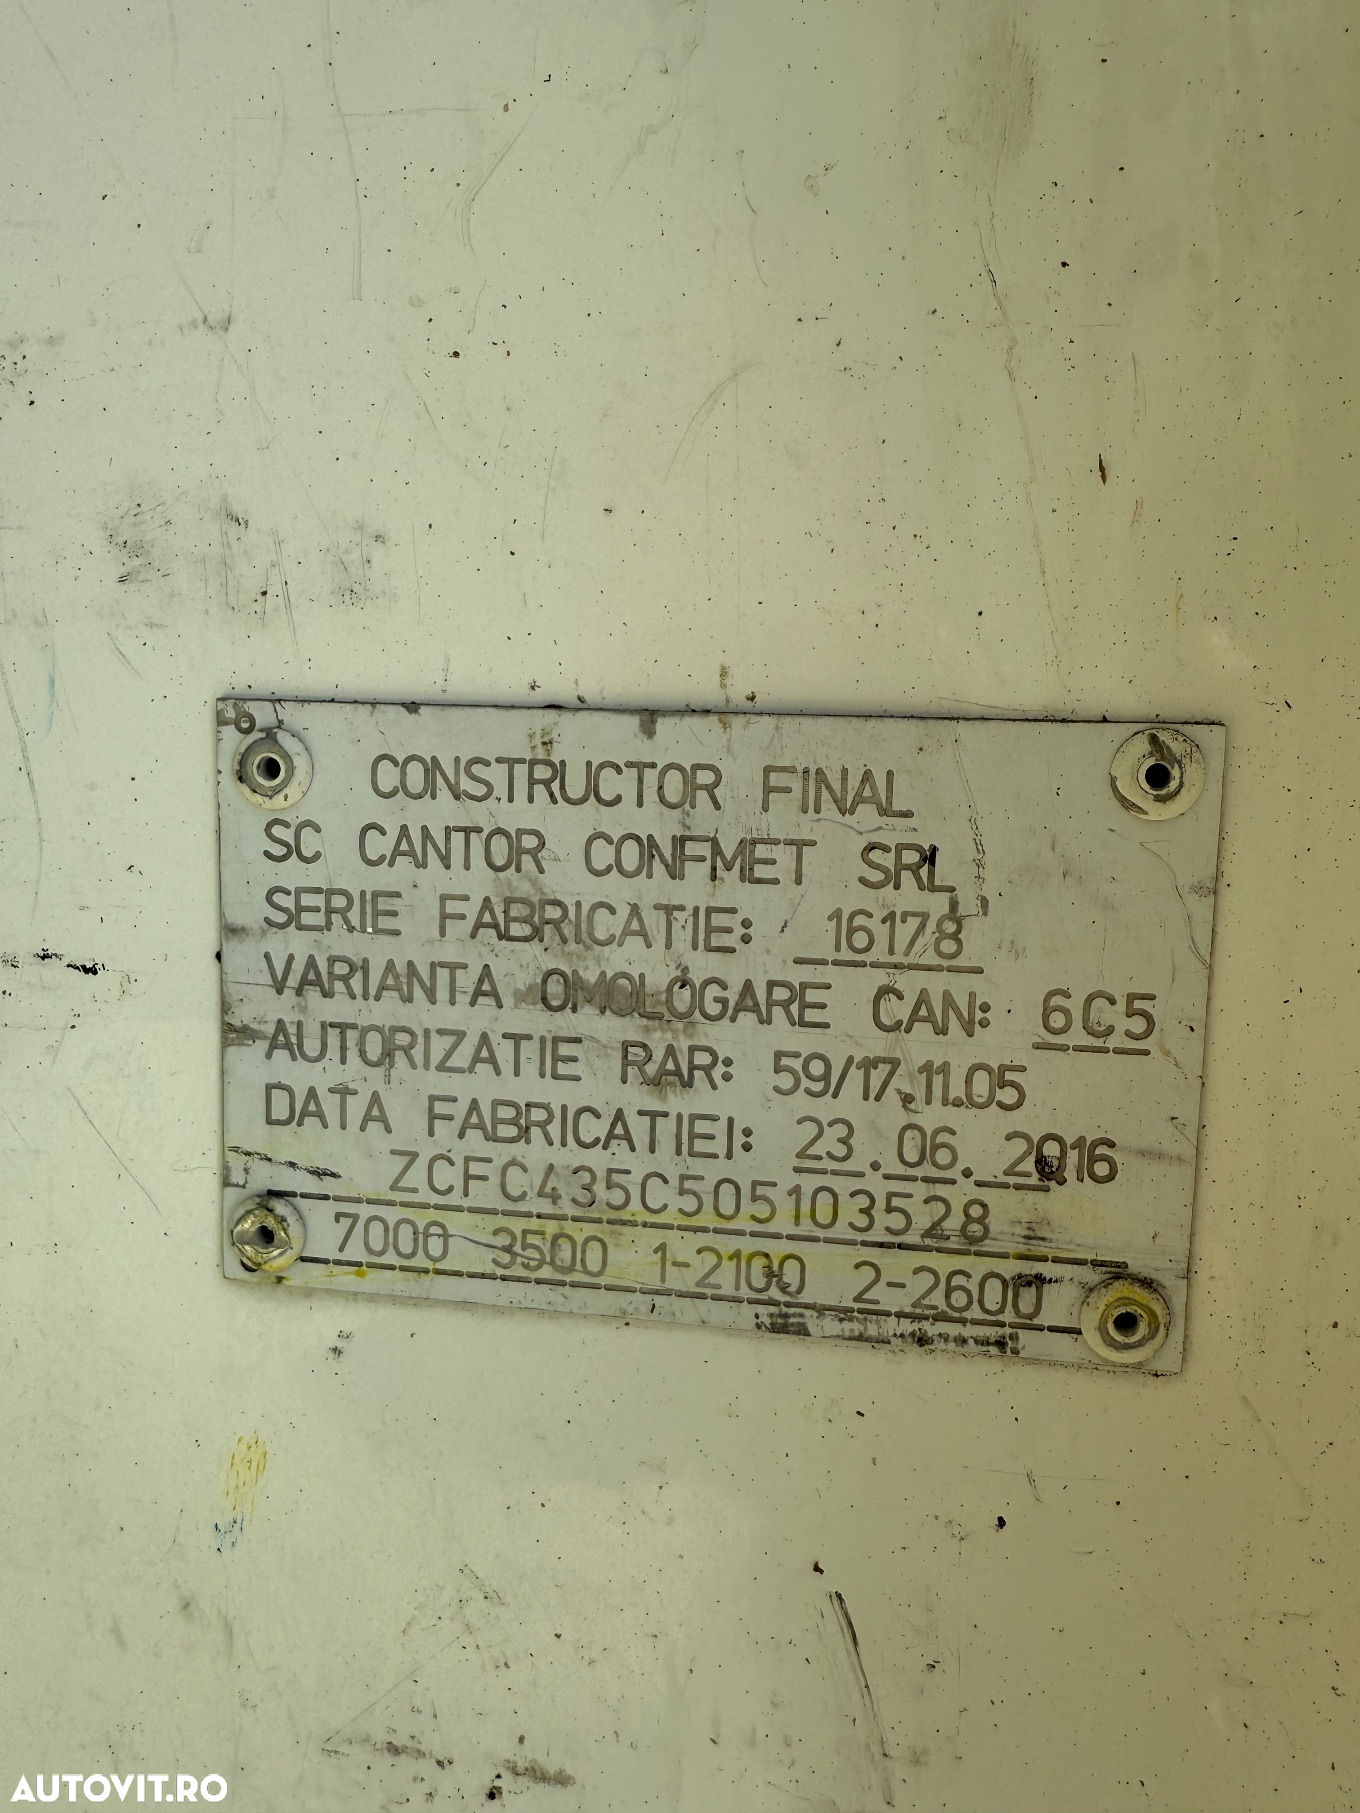 CONSTRUCTOR FINAL
SC CANTOR CONFMET SRL
SERIE FABRICATIE: 16178
VARIANTA OMOLOGARE CAN: 6C5
AUTORIZATIE RAR: 59/17.11.05
DATA FABRICATIEI: 23.06.2016
ZCFC435C505103528
7000 3500 1-2100 2-2600
AUTOVIT.RO